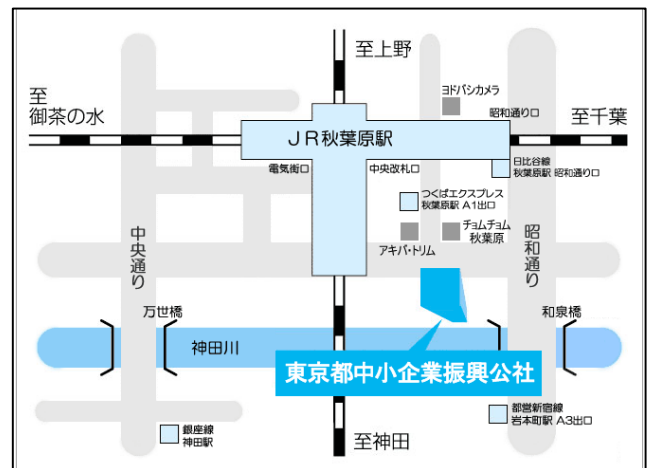 至上野
至
御茶の水
ヨドバシカメラ
昭和通り口
至千葉
JR秋葉原駅
電気街口
中央改札口
日比谷線
秋葉原駅 昭和通り口
つくばエクスプレス
秋葉原駅 A1出口
チョムチョム
秋葉原
アキバ・トリム
中央通り
昭和通り
万世橋
和泉橋
神田川
東京都中小企業振興公社
銀座線
神田駅
至神田
都営新宿線
岩本町駅 A3出口